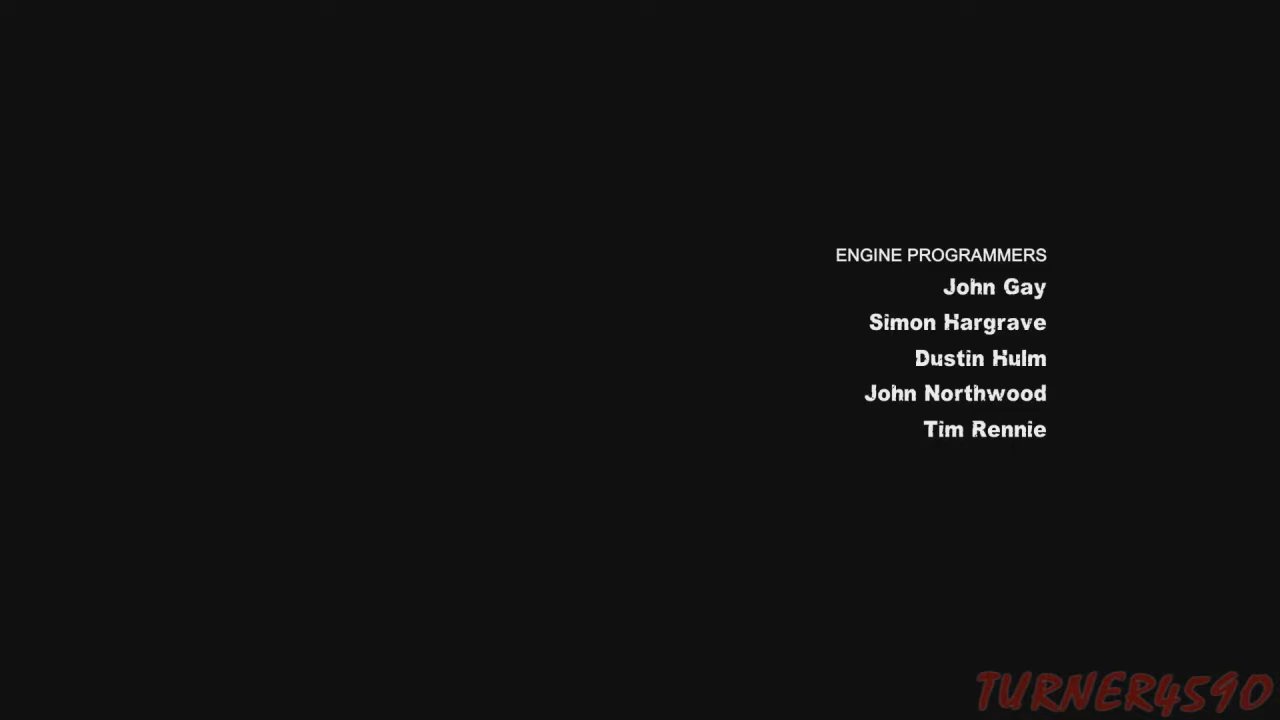 ENGINE PROGRAMMERS
John Gay
Simon Hargrave
Dustin Hulm
John Northwood
Tim Rennie
TURNER4590